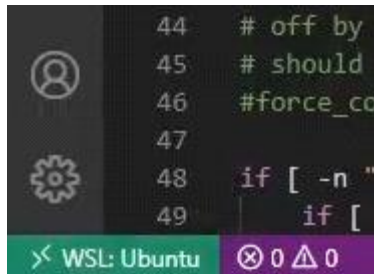 44 # off by
45 # should
46 #force_co
47
48 if [ -n "
49 if [
WSL: Ubuntu 0 0